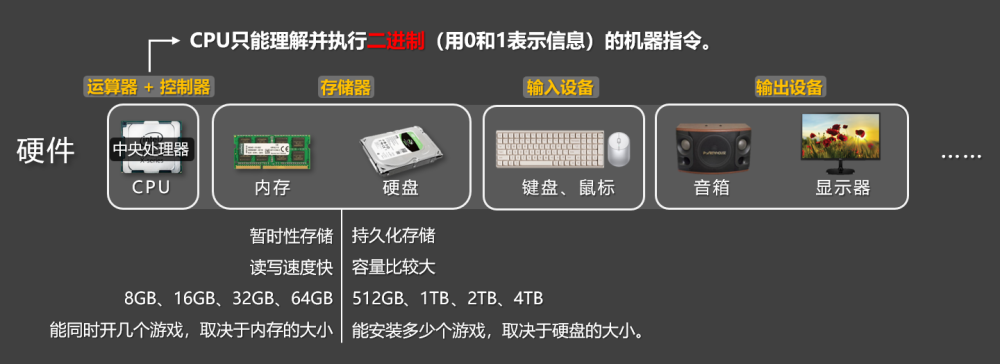 CPU只能理解并执行二进制（用0和1表示信息）的机器指令。
运算器 + 控制器
存储器
输入设备
输出设备
硬件
中央处理器
CPU
内存
硬盘
键盘、鼠标
音箱
显示器
……
暂时性存储
持久化存储
读写速度快
容量比较大
8GB、16GB、32GB、64GB
512GB、1TB、2TB、4TB
能同时开几个游戏，取决于内存的大小
能安装多少个游戏，取决于硬盘的大小。